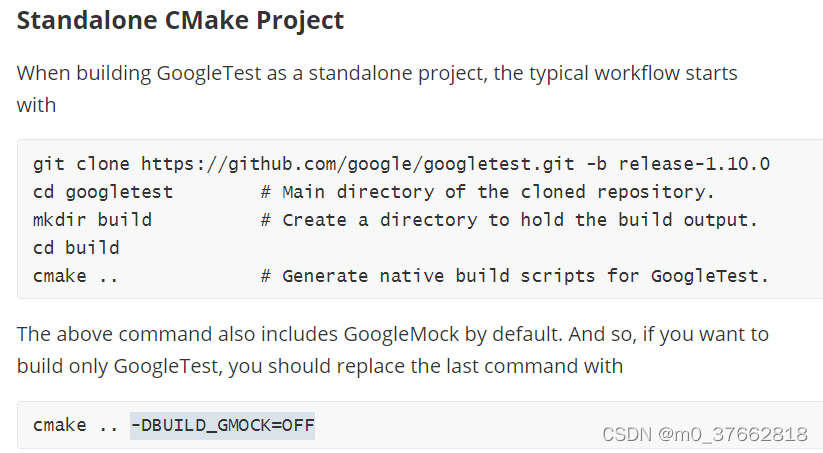 Standalone CMake Project
When building GoogleTest as a standalone project, the typical workflow starts
with
git clone https://github.com/google/googletest.git -b release-1.10.0
cd googletest # Main directory of the cloned repository.
mkdir build # Create a directory to hold the build output.
cd build
cmake .. # Generate native build scripts for GoogleTest.
The above command also includes GoogleMock by default. And so, if you want to
build only GoogleTest, you should replace the last command with
cmake .. -DBUILD_GMOCK=OFF
CSDN @m0_37662818